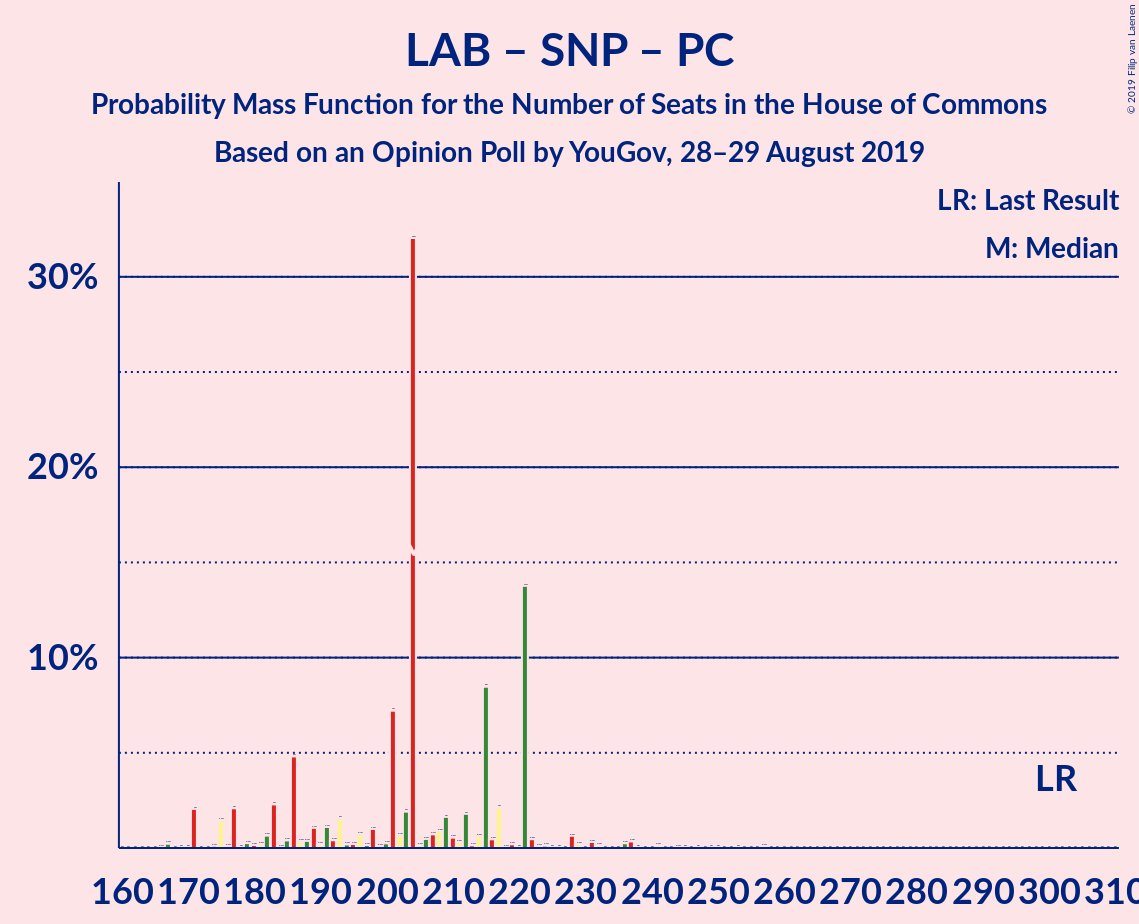 LAB – SNP – PC
Probability Mass Function for the Number of Seats in the House of Commons
Based on an Opinion Poll by YouGov, 28–29 August 2019
© 2019 Filip van Laenen
LR: Last Result
M: Median
30%
20%
10%
LR
160 170 180 190 200 210 220 230 240 250 260 270 280 290 300 310